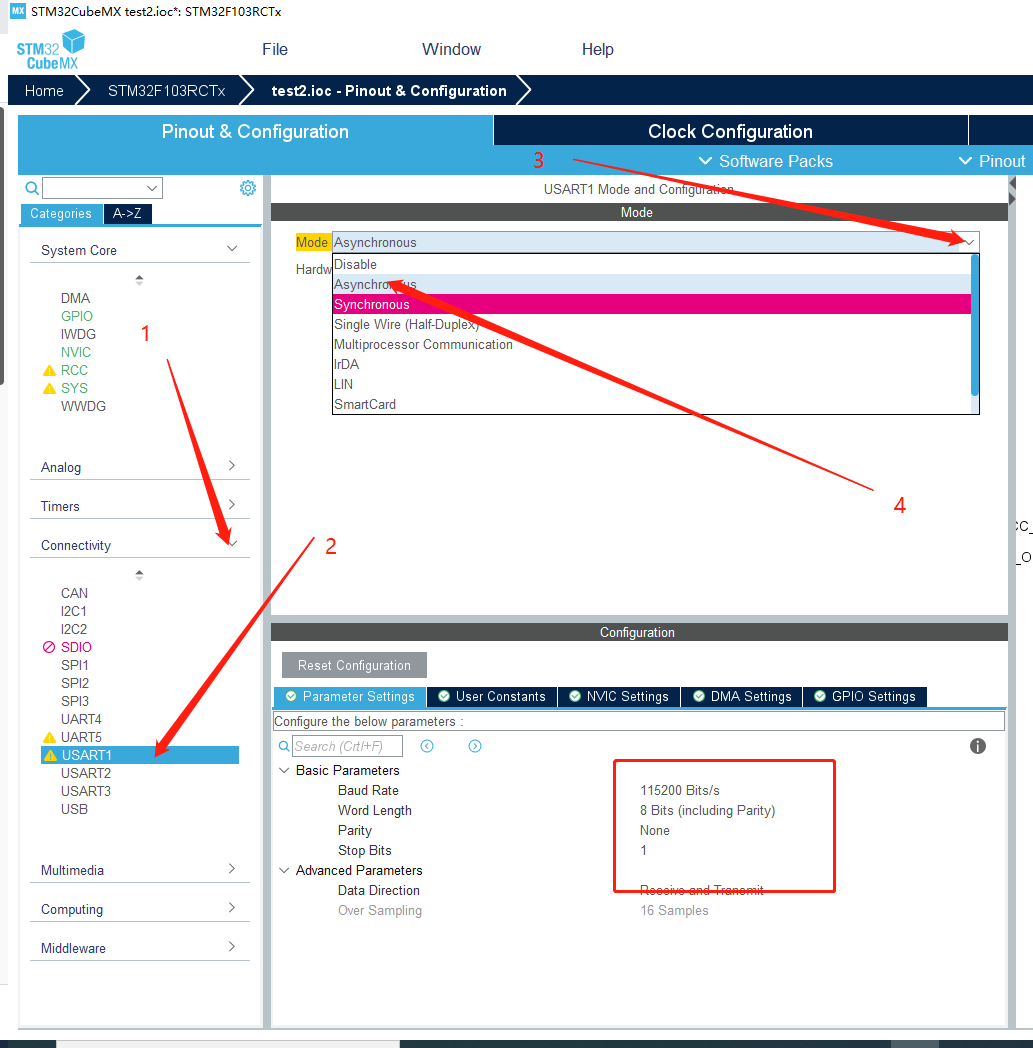 MX STM32CubeMX test2.ioc*: STM32F103RCTx
STM32
CubeMX
File
Window
Help
Home
STM32F103RCTx
test2.ioc - Pinout & Configuration
Pinout & Configuration
Clock Configuration
3
Software Packs
Pinout
Categories
A->Z
System Core
DMA
GPIO
IWDG
NVIC
RCC
SYS
WWDG
1
Analog
Timers
Connectivity
2
CAN
I2C1
I2C2
SDIO
SPI1
SPI2
SPI3
UART4
UART5
USART1
USART2
USART3
USB
Multimedia
Computing
Middleware
USART1 Mode and Configuration
Mode
Mode Asynchronous
Hardw
Disable
Asynchronous
Synchronous
Single Wire (Half-Duplex)
Multiprocessor Communication
IrDA
LIN
SmartCard
4
CC_
_O
Configuration
Reset Configuration
Parameter Settings
User Constants
NVIC Settings
DMA Settings
GPIO Settings
Configure the below parameters :
Search (Crtl+F)
Basic Parameters
Baud Rate 115200 Bits/s
Word Length 8 Bits (including Parity)
Parity None
Stop Bits 1
Advanced Parameters
Data Direction Receive and Transmit
Over Sampling 16 Samples